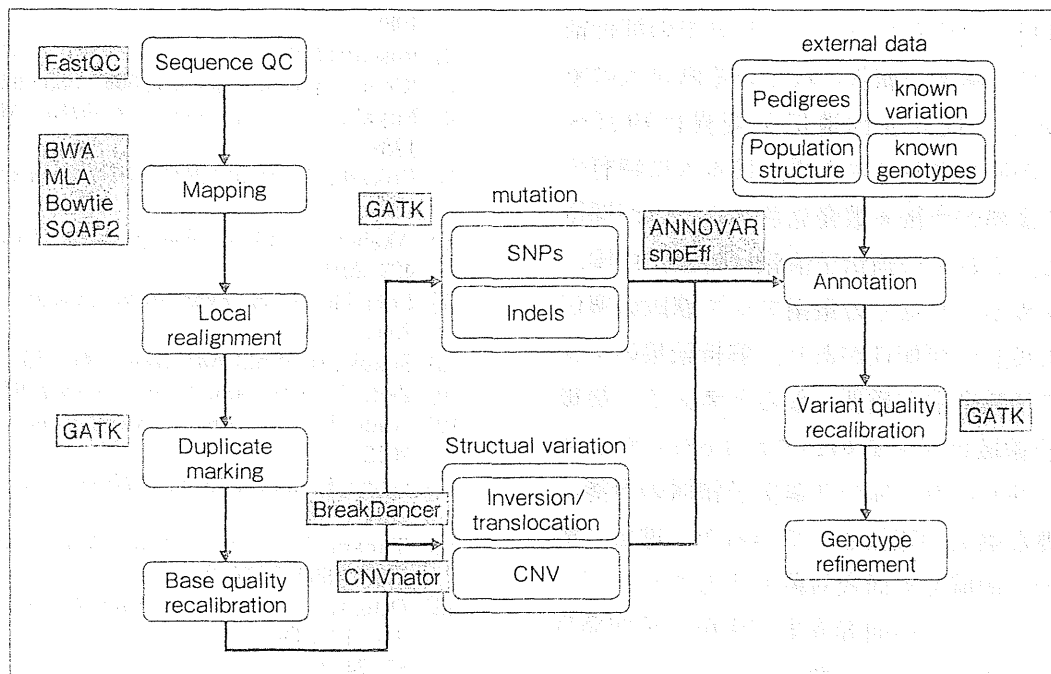 FastQC
Sequence QC
BWA
MLA
Bowtie
SOAP2
Mapping
Local
realignment
GATK
Duplicate
marking
Base quality
recalibration
GATK
mutation
SNPs
Indels
BreakDancer
CNVnator
Structual variation
Inversion/
translocation
CNV
ANNOVAR
snpEff
external data
Pedigrees
known
variation
Population
structure
known
genotypes
Annotation
Variant quality
recalibration
GATK
Genotype
refinement